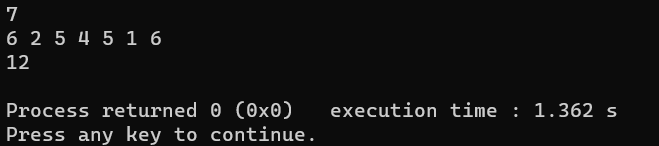 7
6 2 5 4 5 1 6
12
Process returned 0 (0x0)   execution time : 1.362 s
Press any key to continue.